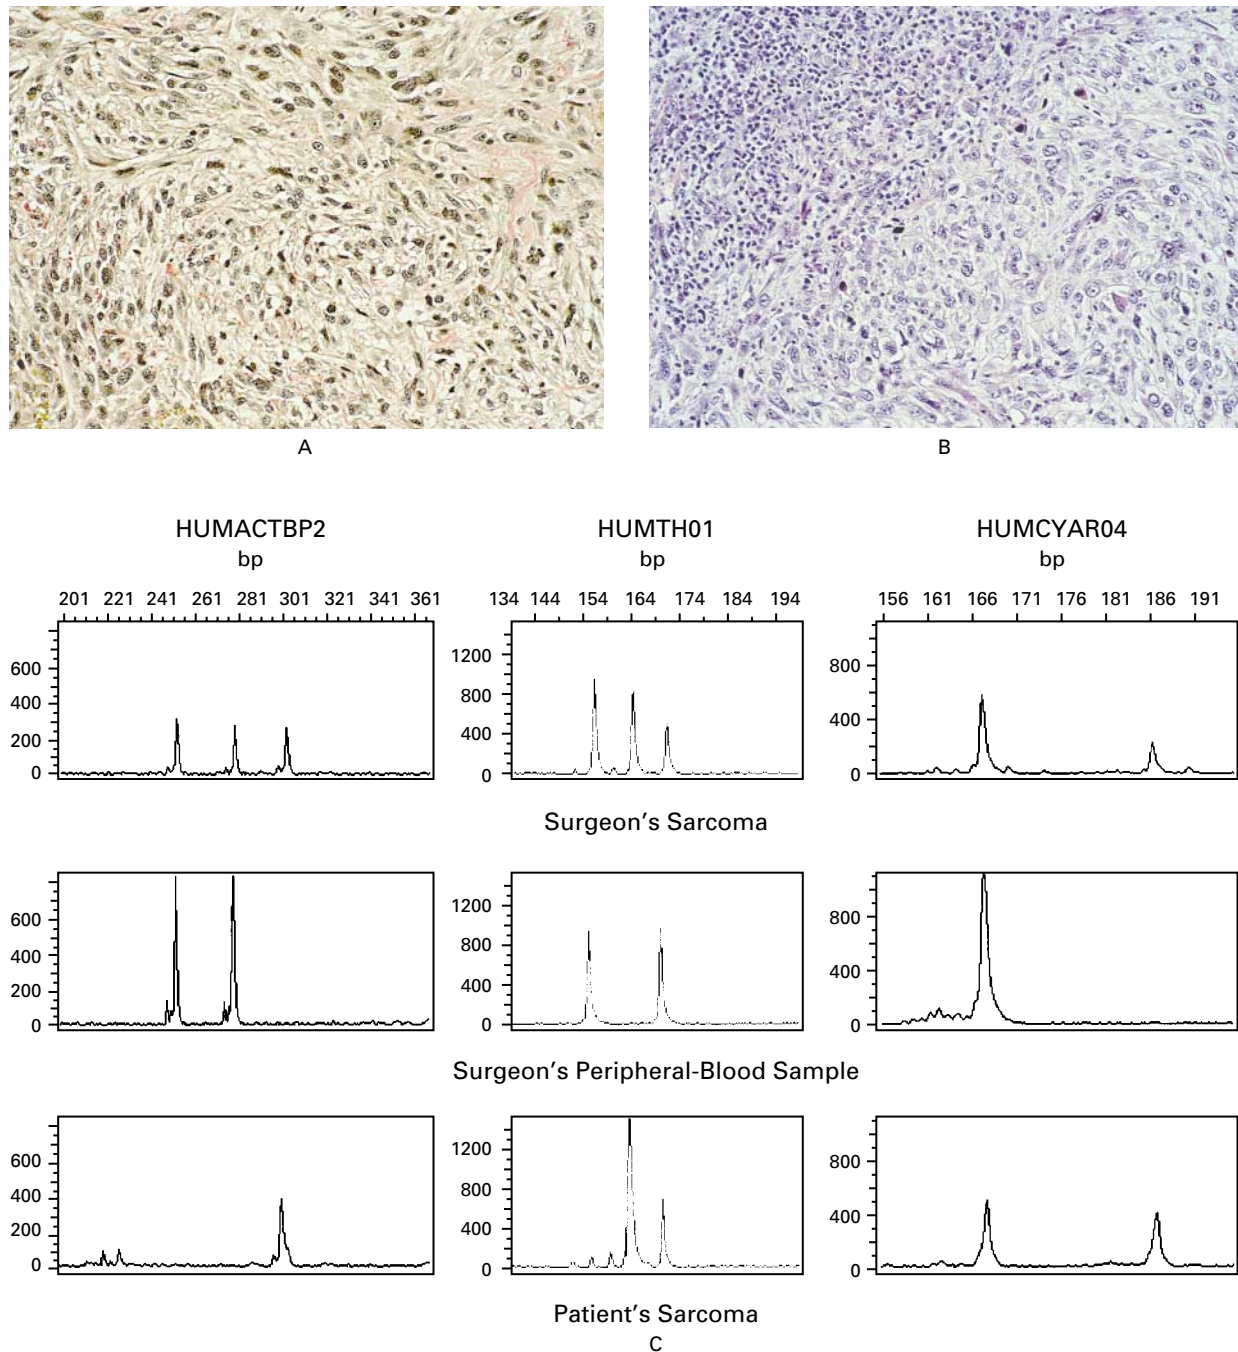 A
B
HUMACTBP2
bp
HUMTH01
bp
HUMCYAR04
bp
201 221 241 261 281 301 321 341 361
134 144 154 164 174 184 194
156 161 166 171 176 181 186 191
600
400
200
0
1200
800
400
0
800
400
0
Surgeon's Sarcoma
600
400
200
0
1200
800
400
0
800
400
0
Surgeon's Peripheral-Blood Sample
600
400
200
0
1200
800
400
0
800
400
0
Patient's Sarcoma
C